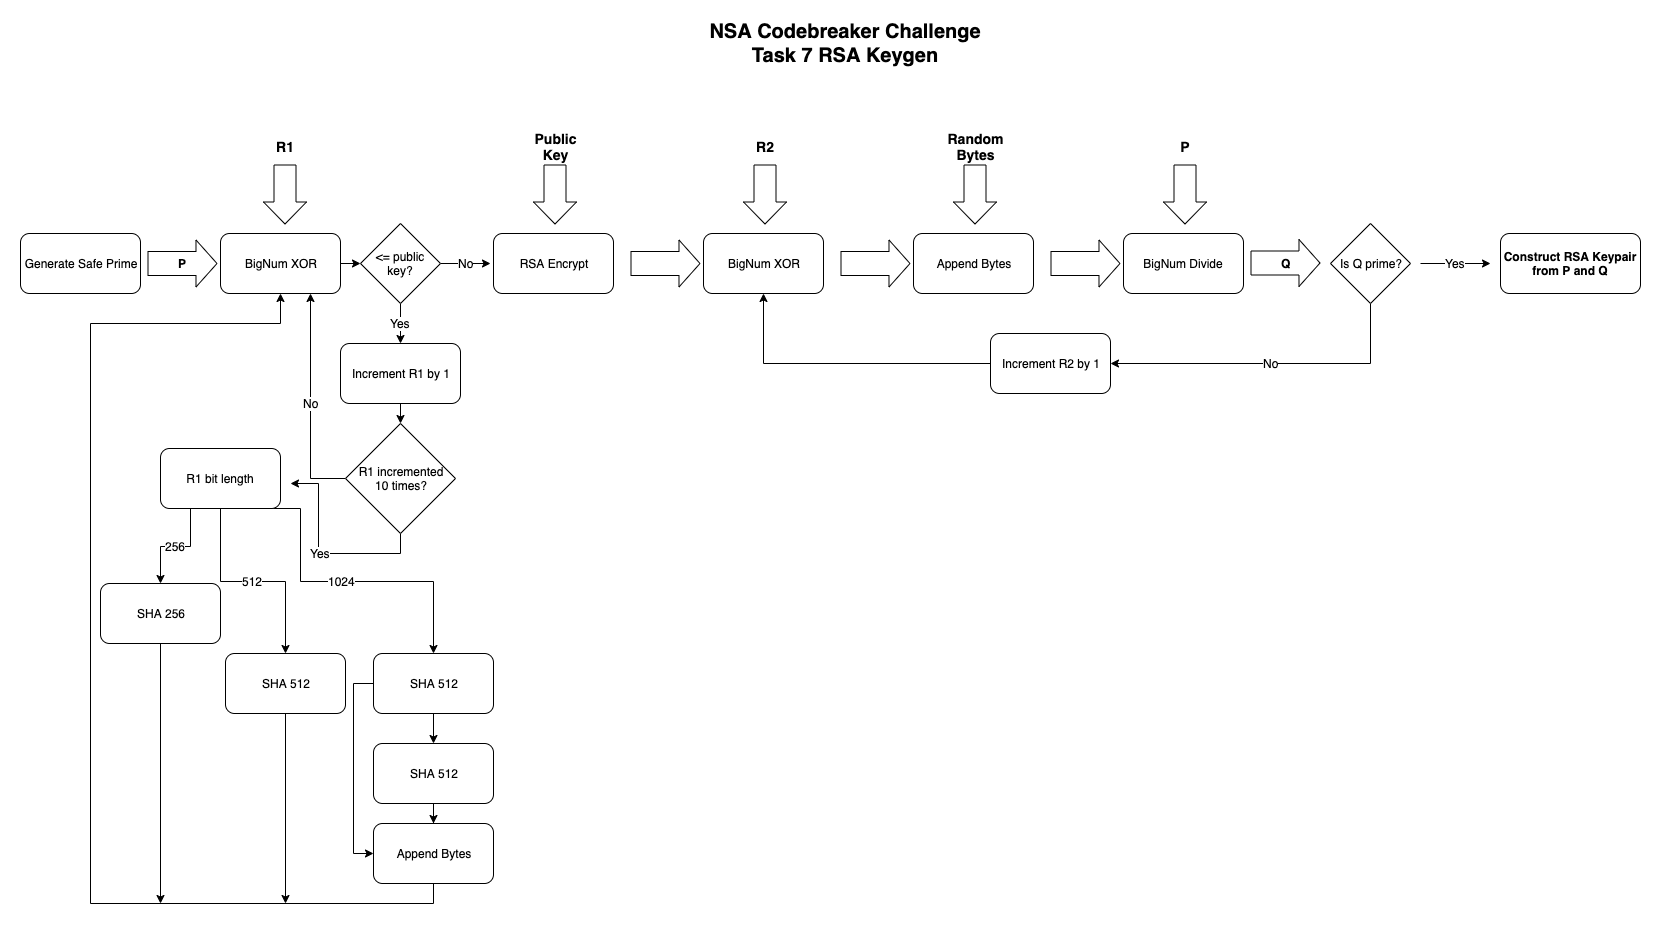 NSA Codebreaker Challenge
Task 7 RSA Keygen
R1
Public
Key
R2
Random
Bytes
P
Generate Safe Prime
P
BigNum XOR
<= public
key?
No
RSA Encrypt
BigNum XOR
Append Bytes
BigNum Divide
Q
Is Q prime?
Yes
Construct RSA Keypair
from P and Q
Yes
Increment R1 by 1
Increment R2 by 1
No
No
R1 incremented
10 times?
R1 bit length
Yes
256
512
1024
SHA 256
SHA 512
SHA 512
SHA 512
Append Bytes